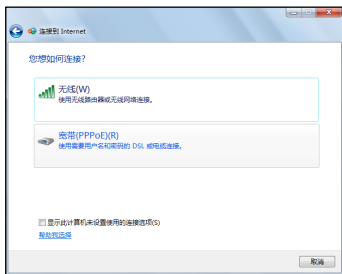 连接到 Internet
您想如何连接?
无线(W)
使用无线路由器或无线网络连接。
宽带(PPPoE)(R)
使用需要用户名和密码的 DSL 或电缆连接。
显示此计算机未设置使用的连接选项(S)
帮助我选择
取消